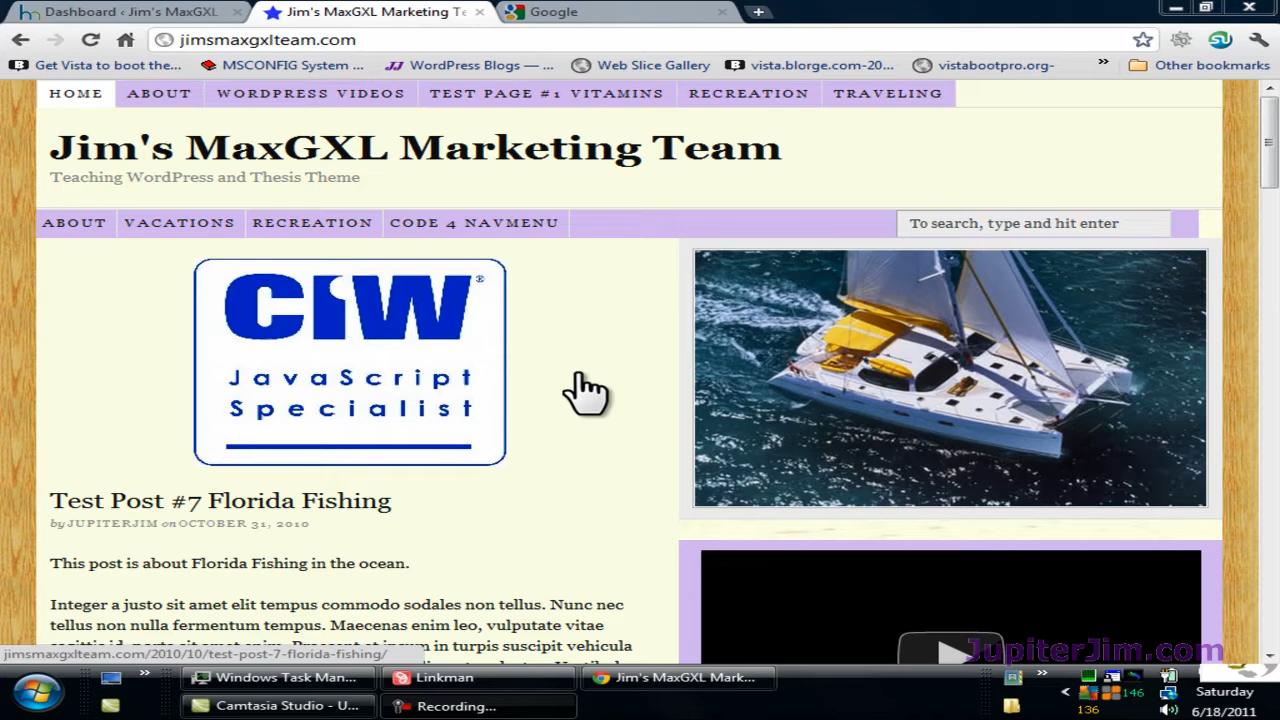 Dashboard ‹ Jim's MaxGXL
Jim's MaxGXL Marketing Te
Google
jimsmaxgxlteam.com
Get Vista to boot the...
MSCONFIG System ...
WordPress Blogs — ...
Web Slice Gallery
vista.blorge.com-20...
vistabootpro.org-
Other bookmarks
HOME ABOUT WORDPRESS VIDEOS TEST PAGE #1 VITAMINS RECREATION TRAVELING
Jim's MaxGXL Marketing Team
Teaching WordPress and Thesis Theme
ABOUT VACATIONS RECREATION CODE 4 NAVMENU
To search, type and hit enter
CIW®
JavaScript
Specialist
Test Post #7 Florida Fishing
by JUPITERJIM on OCTOBER 31, 2010
This post is about Florida Fishing in the ocean.
Integer a justo sit amet elit tempus commodo sodales non tellus. Nunc nec
tellus non nulla fermentum tempus. Maecenas enim leo, vulputate vitae
in turpis suscipit vehicula
jimsmaxgxlteam.com/2010/10/test-post-7-florida-fishing/
JupiterJim.com
Windows Task Man...
Linkman
Jim's MaxGXL Mark...
Camtasia Studio - U...
Recording...
146
136
Saturday
6/18/2011